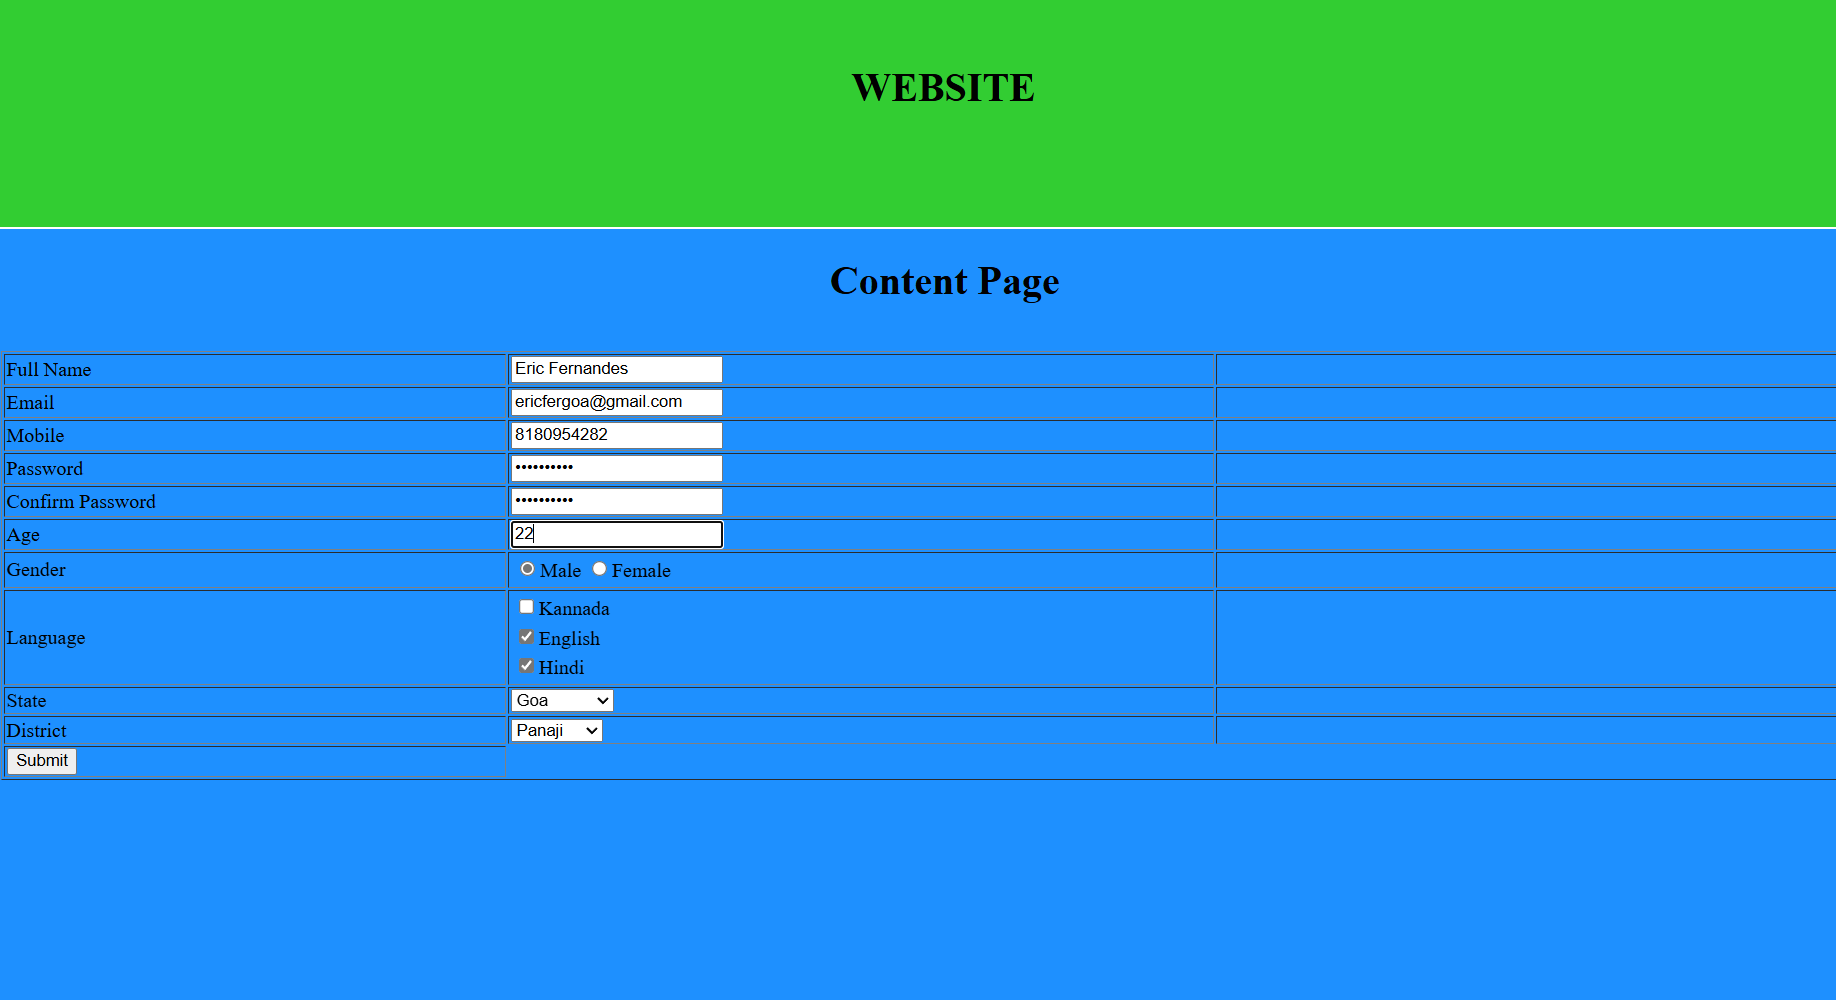 WEBSITE
Content Page
Full Name Eric Fernandes
Email ericfergoa@gmail.com
Mobile 8180954282
Password ••••••••••
Confirm Password ••••••••••
Age 22
Gender Male Female
Kannada
Language English
Hindi
State Goa
District Panaji
Submit